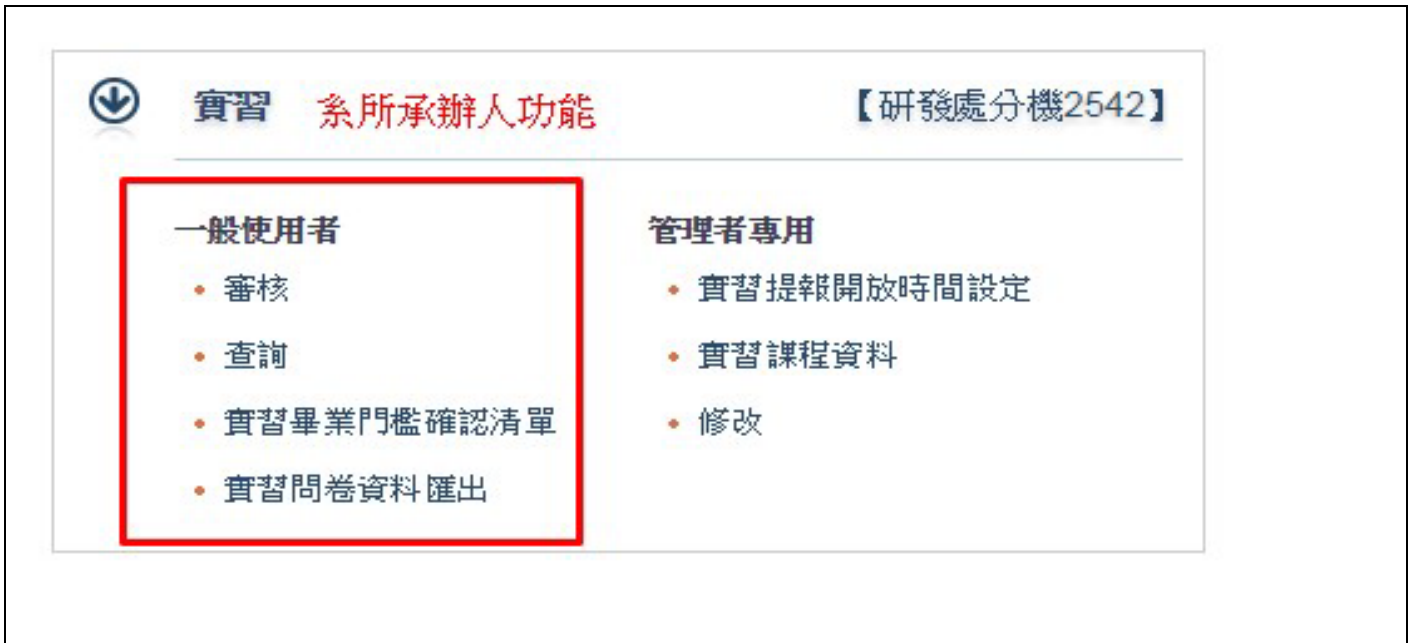 實習 系所承辦人功能 【研發處分機2542】
一般使用者
• 審核
• 查詢
• 實習畢業門檻確認清單
• 實習問卷資料匯出
管理者專用
• 實習提報開放時間設定
• 實習課程資料
• 修改